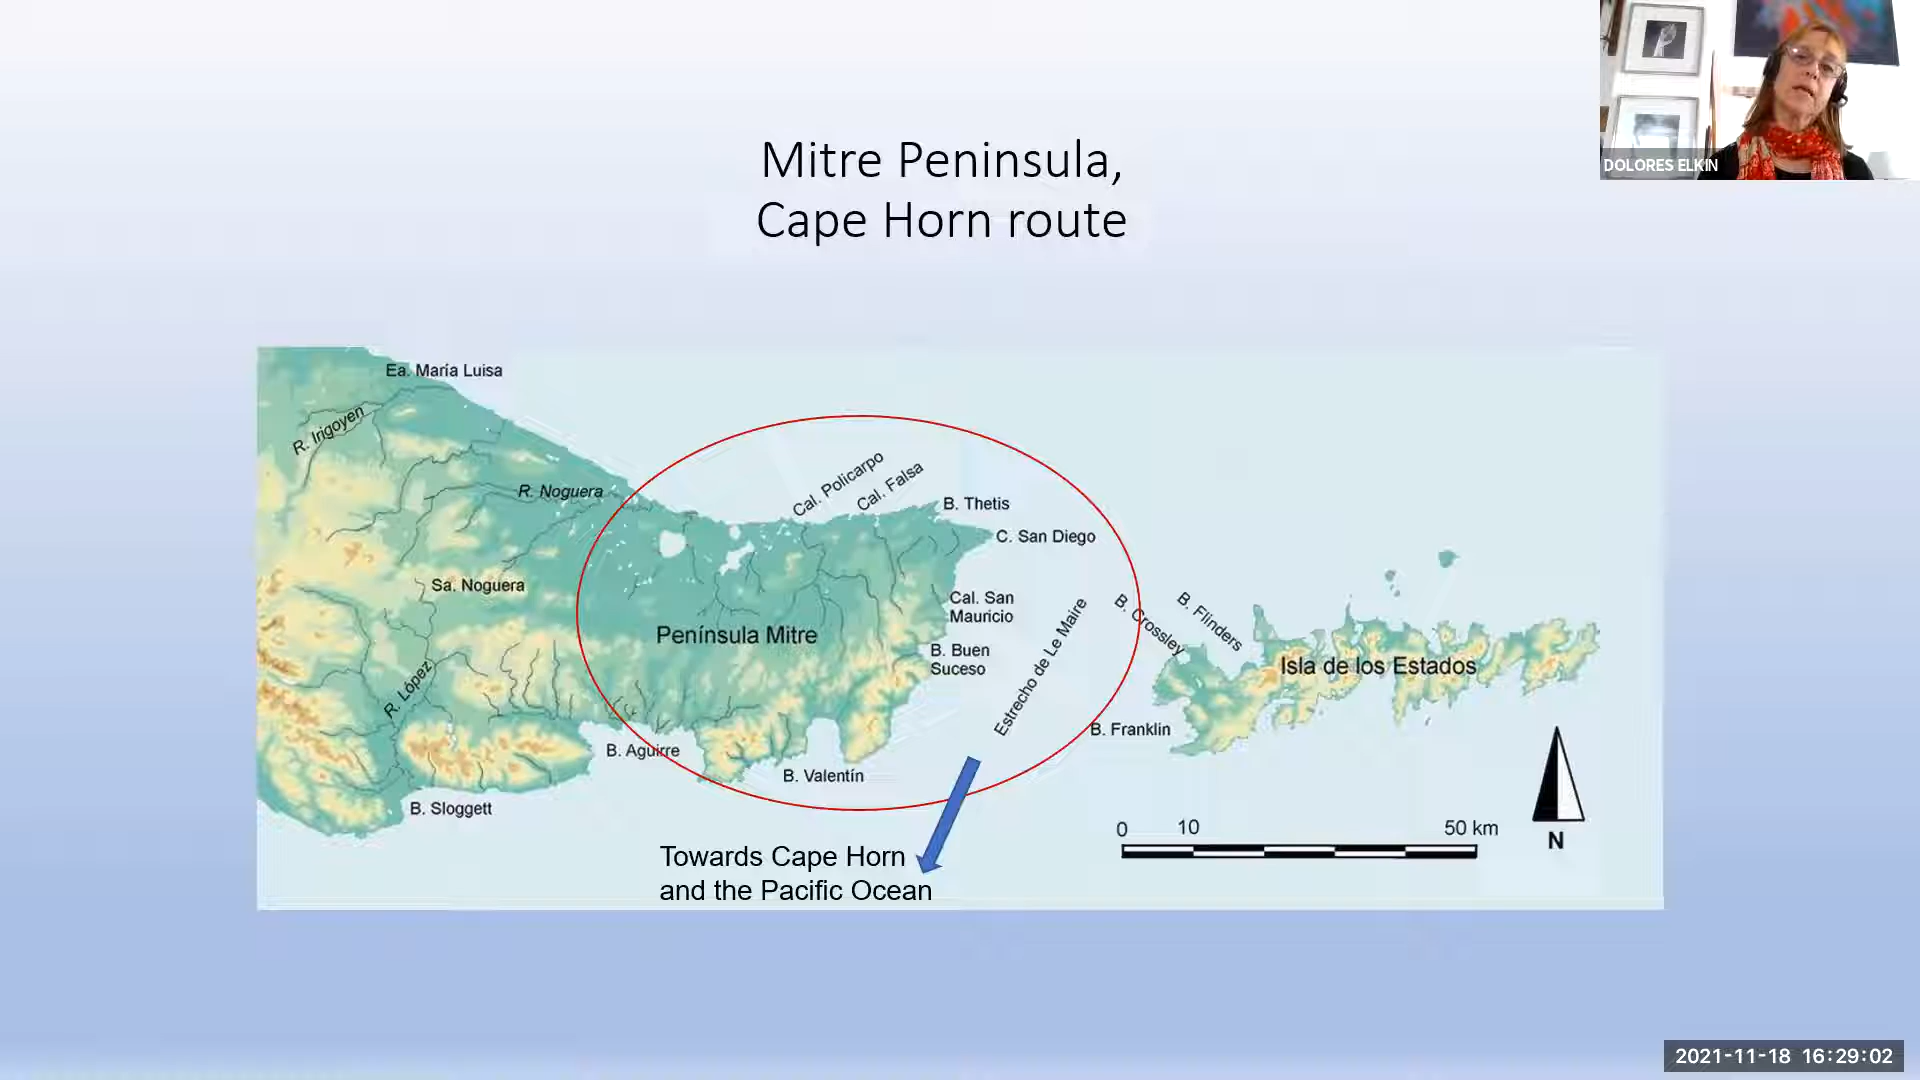 DOLORES ELKIN
Mitre Peninsula,
Cape Horn route
Ea. María Luisa
R. Irigoyen
R. Noguera
Cal. Policarpo
Cal. Falsa
B. Thetis
C. San Diego
Sa. Noguera
Cal. San
Mauricio
Península Mitre
B. Buen
Suceso
Estrecho de Le Maire
B. Crossley
B. Flinders
Isla de los Estados
R. López
B. Franklin
B. Aguirre
B. Valentín
B. Sloggett
Towards Cape Horn
and the Pacific Ocean
0 10 50 km
N
2021-11-18 16:29:02